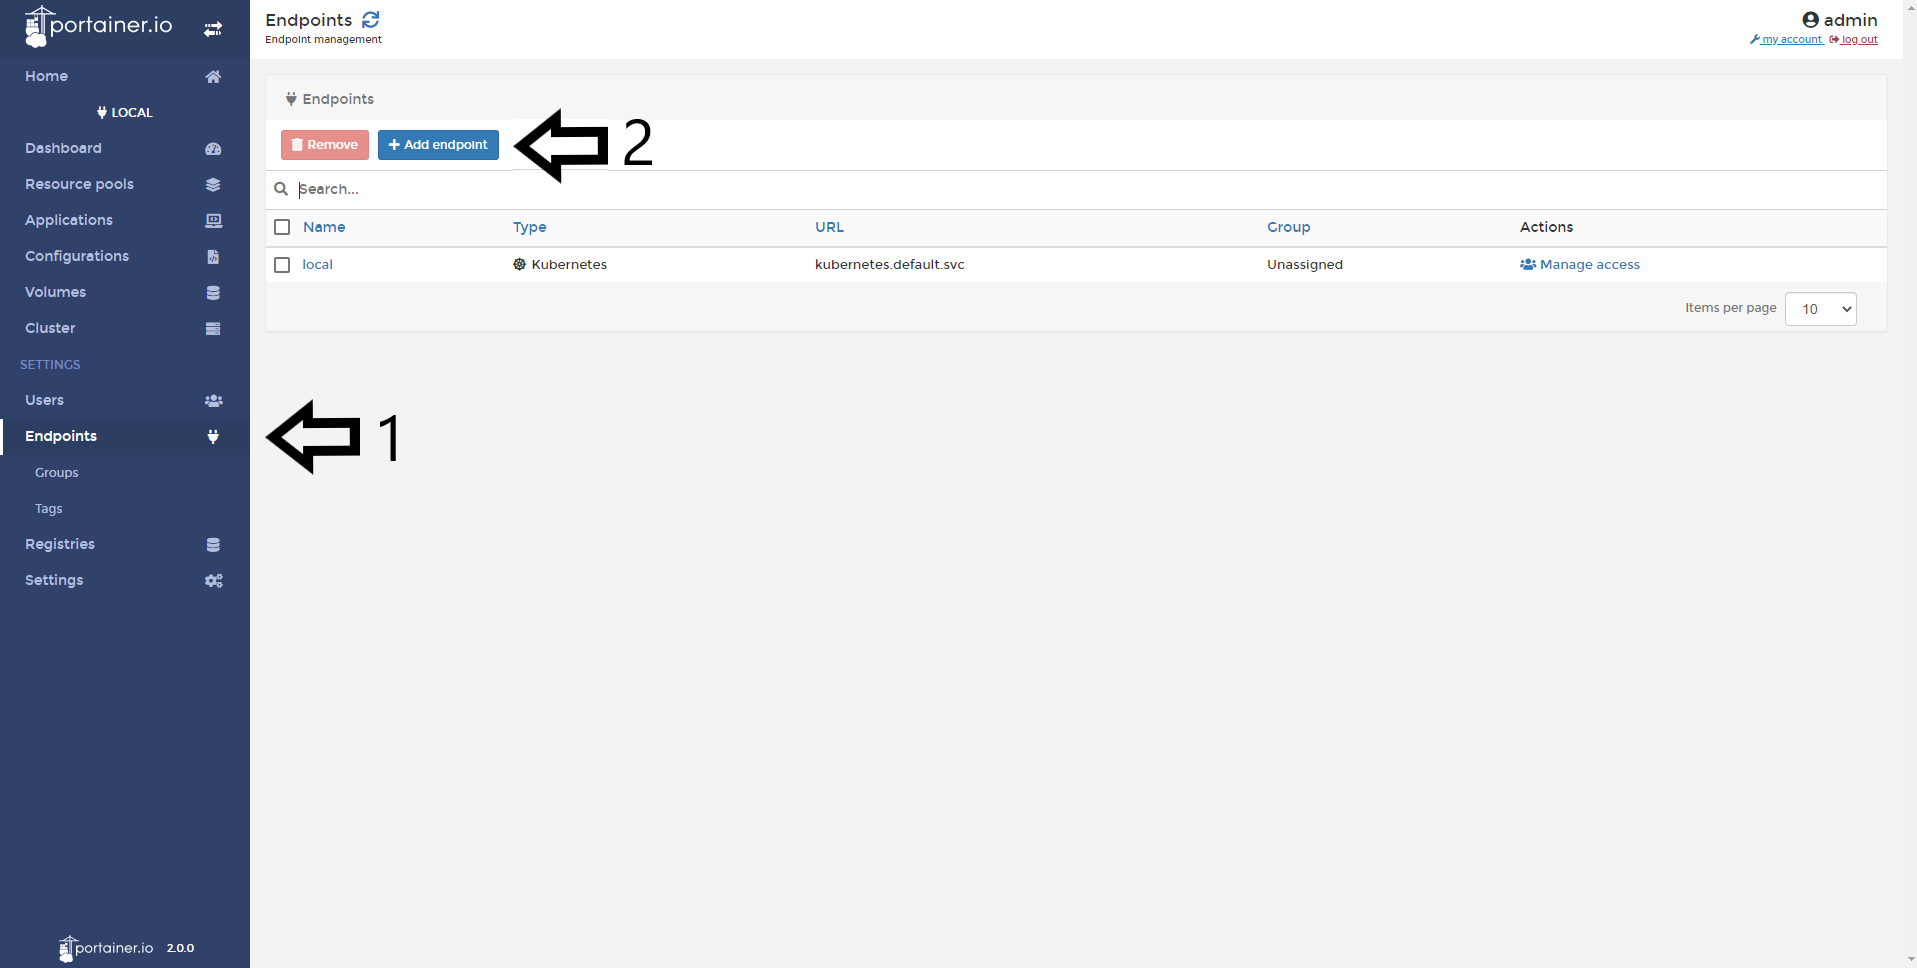 portainer.io
Home
LOCAL
Dashboard
Resource pools
Applications
Configurations
Volumes
Cluster
SETTINGS
Users
Endpoints
Groups
Tags
Registries
Settings
portainer.io 2.0.0
Endpoints
Endpoint management
admin
my account log out
Endpoints
Remove Add endpoint
2
Search...
Name Type URL Group Actions
local Kubernetes kubernetes.default.svc Unassigned Manage access
Items per page 10
1